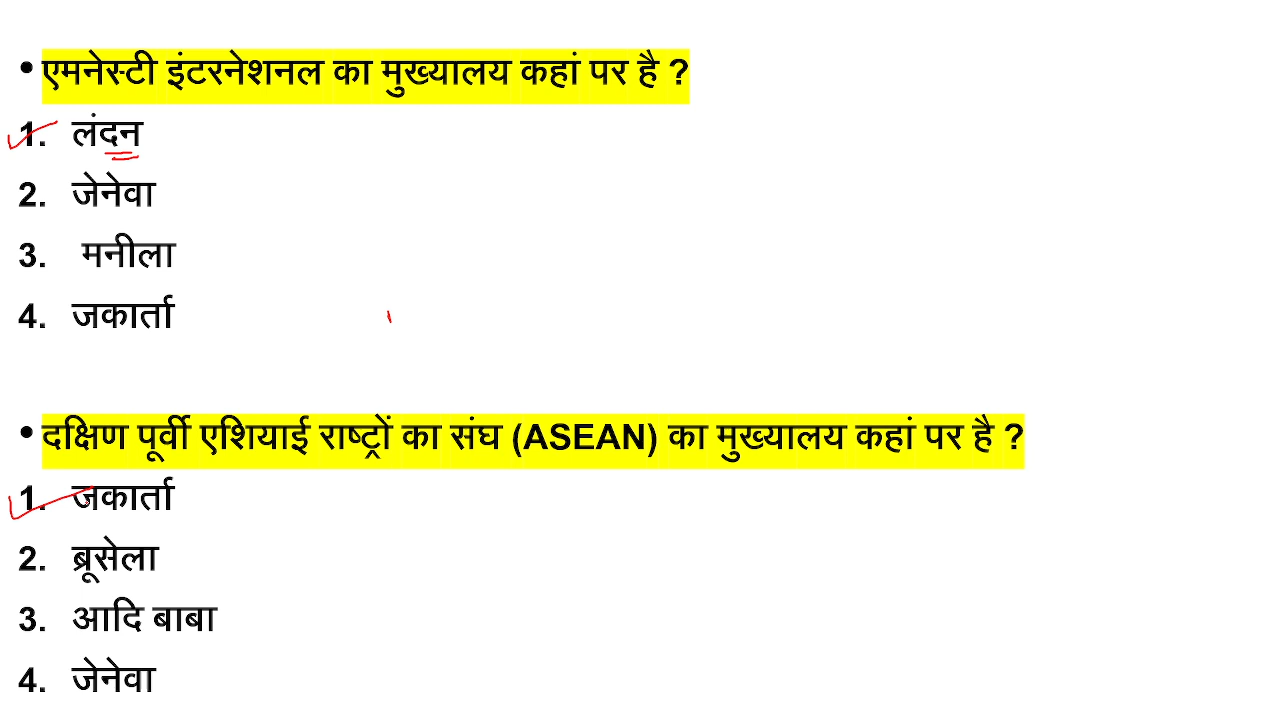 • एमनेस्टी इंटरनेशनल का मुख्यालय कहां पर है ?
1. लंदन
2. जेनेवा
3. मनीला
4. जकार्ता
• दक्षिण पूर्वी एशियाई राष्ट्रों का संघ (ASEAN) का मुख्यालय कहां पर है ?
1. जकार्ता
2. ब्रूसेला
3. आदि बाबा
4. जेनेवा